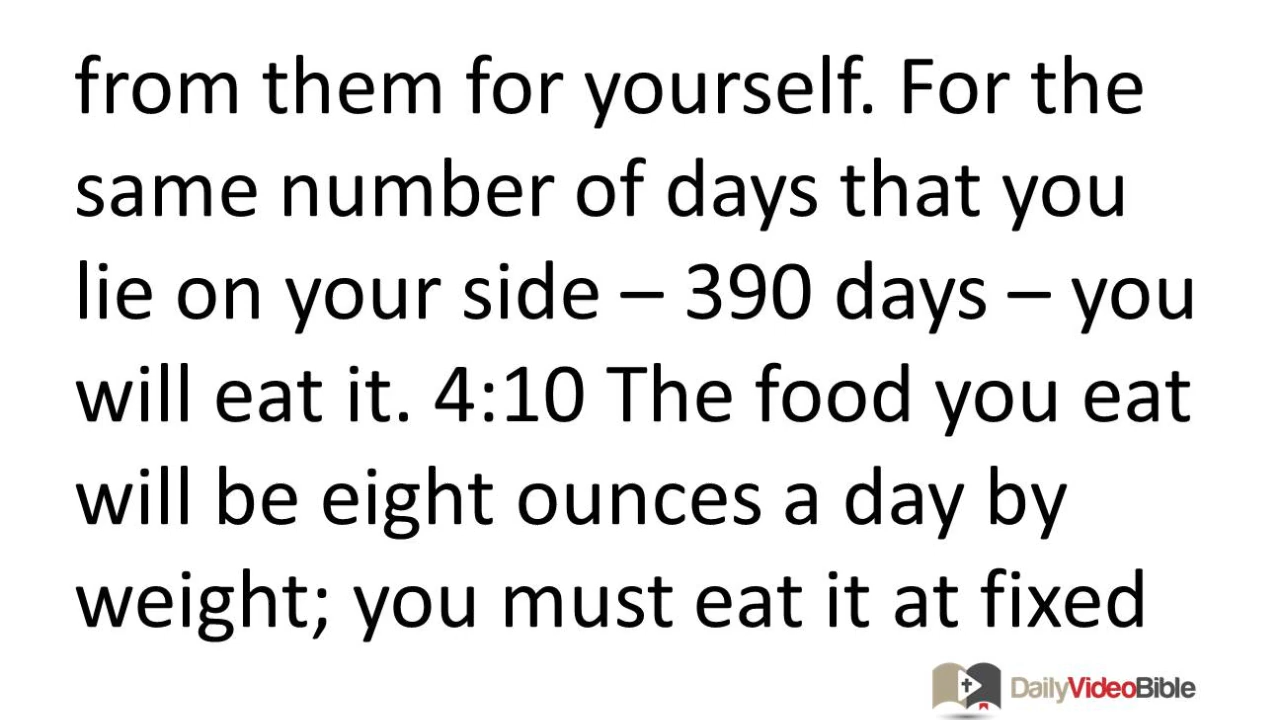 from them for yourself. For the
same number of days that you
lie on your side – 390 days – you
will eat it. 4:10 The food you eat
will be eight ounces a day by
weight; you must eat it at fixed
DailyVideoBible